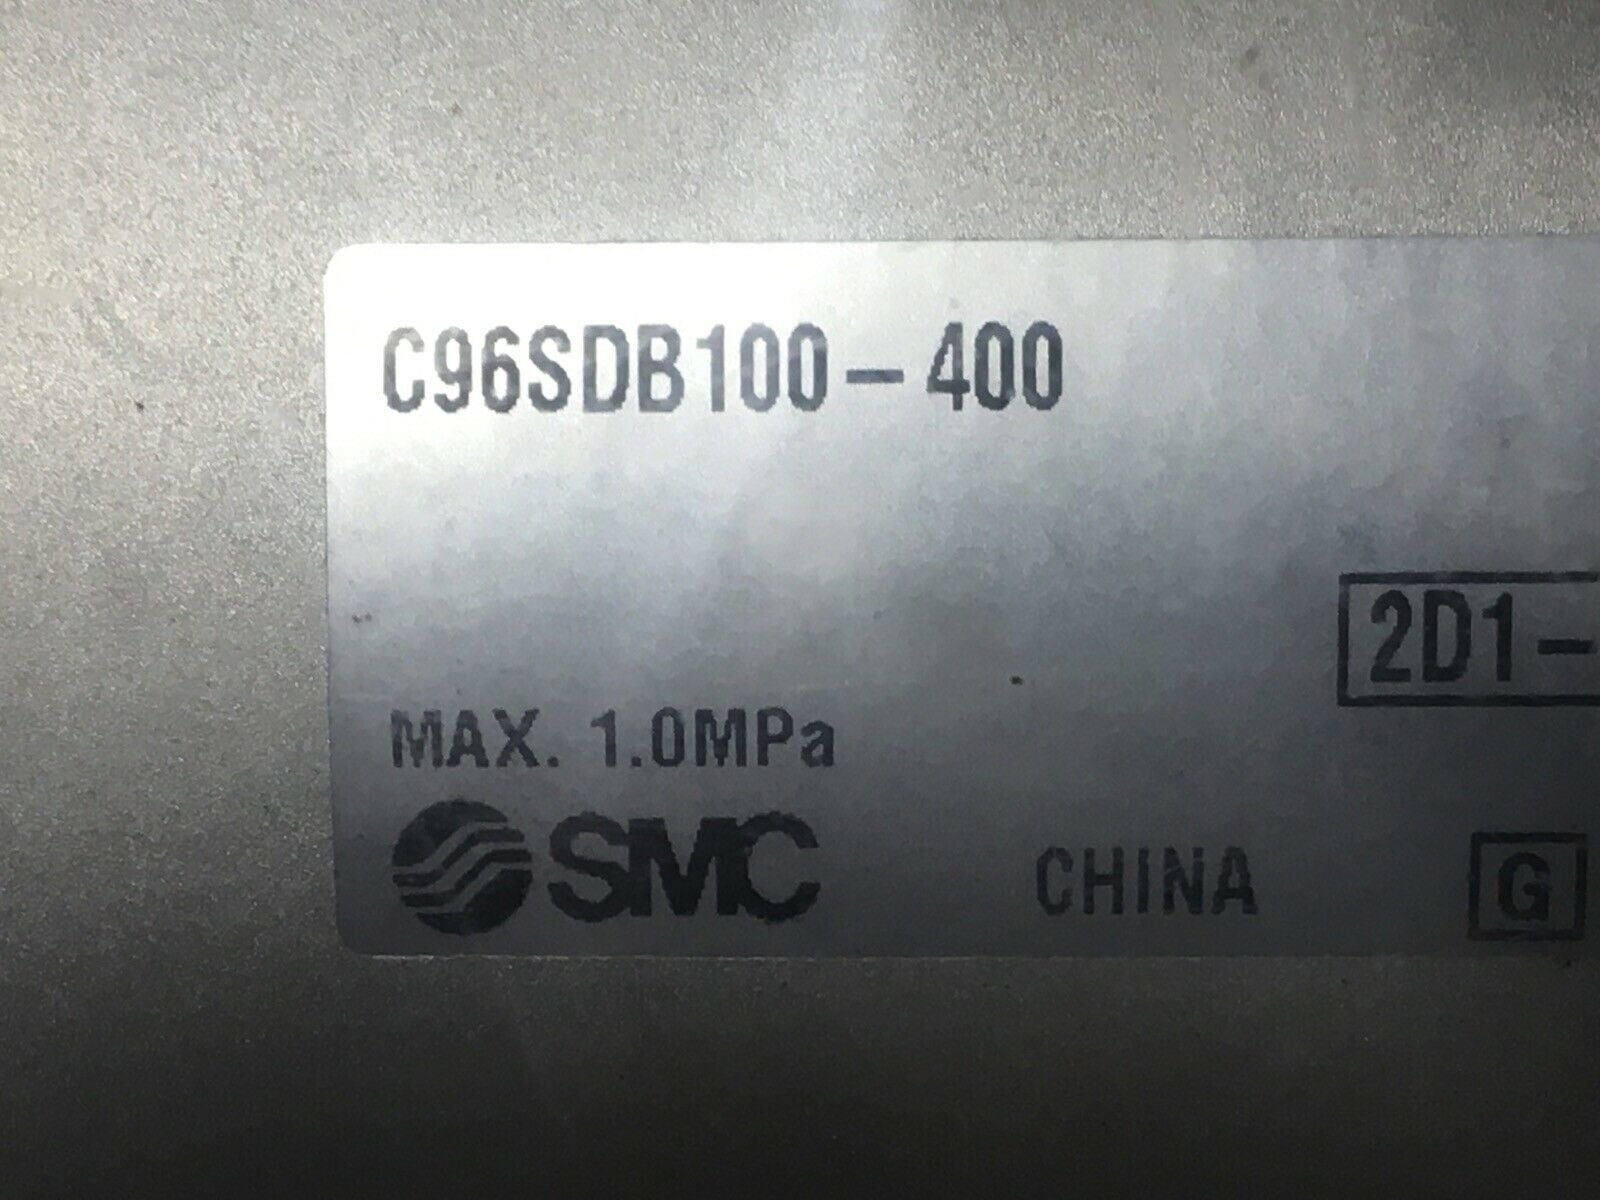 C96SDB100-400
2D1-
MAX. 1.0MPa
SMC CHINA G